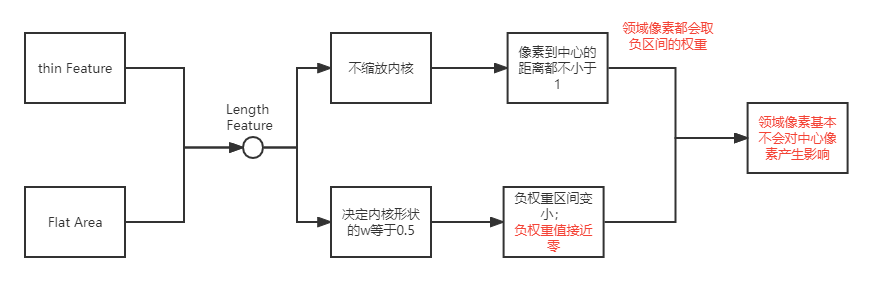 thin Feature
Flat Area
Length
Feature
不缩放内核
决定内核形状
的w等于0.5
像素到中心的
距离都不小于
1
负权重区间变
小；
负权重值接近
零
领域像素都会取
负区间的权重
领域像素基本
不会对中心像
素产生影响